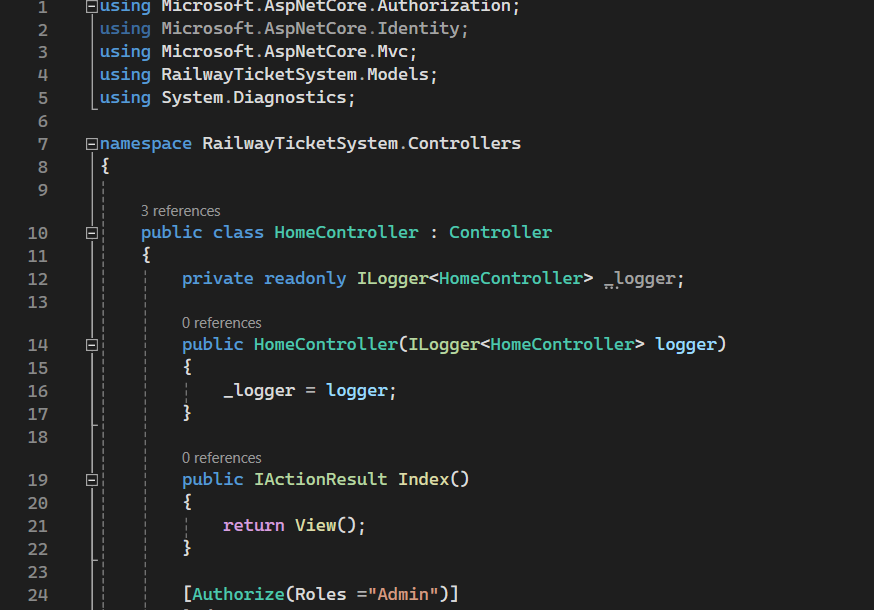 1 using Microsoft.AspNetCore.Authorization;
2 using Microsoft.AspNetCore.Identity;
3 using Microsoft.AspNetCore.Mvc;
4 using RailwayTicketSystem.Models;
5 using System.Diagnostics;
6
7 namespace RailwayTicketSystem.Controllers
8 {
9
3 references
10 public class HomeController : Controller
11 {
12 private readonly ILogger<HomeController> _logger;
13
0 references
14 public HomeController(ILogger<HomeController> logger)
15 {
16 _logger = logger;
17 }
18
0 references
19 public IActionResult Index()
20 {
21 return View();
22 }
23
24 [Authorize(Roles ="Admin")]